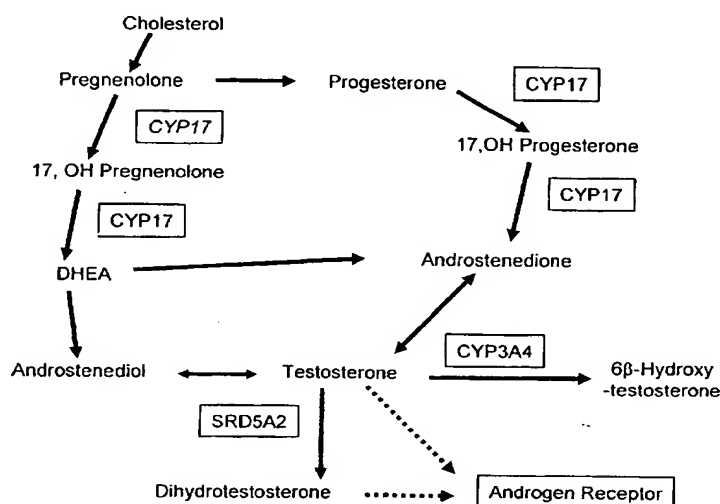 Cholesterol
Pregnenolone
Progesterone
CYP17
CYP17
17,OH Progesterone
17, OH Pregnenolone
CYP17
CYP17
DHEA
Androstenedione
CYP3A4
Androstenediol
Testosterone
6β-Hydroxy
-testosterone
SRD5A2
Dihydrotestosterone
Androgen Receptor